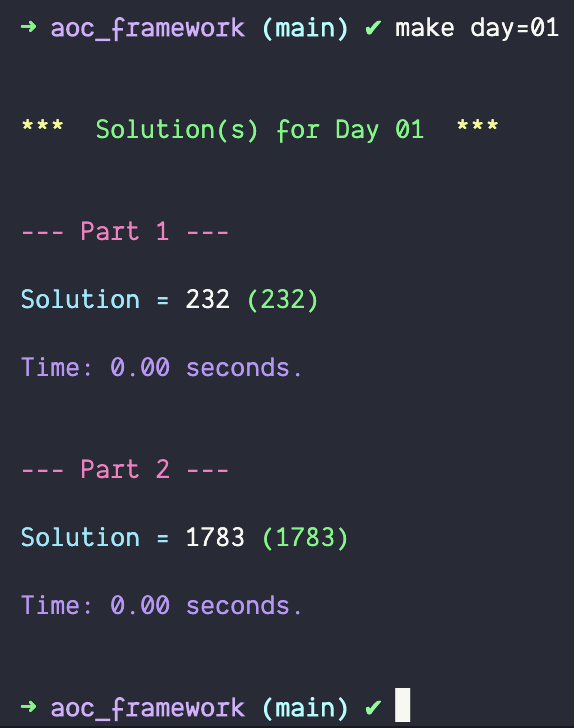 ➜ aoc_framework (main) ✔ make day=01
*** Solution(s) for Day 01 ***
--- Part 1 ---
Solution = 232 (232)
Time: 0.00 seconds.
--- Part 2 ---
Solution = 1783 (1783)
Time: 0.00 seconds.
➜ aoc_framework (main) ✔